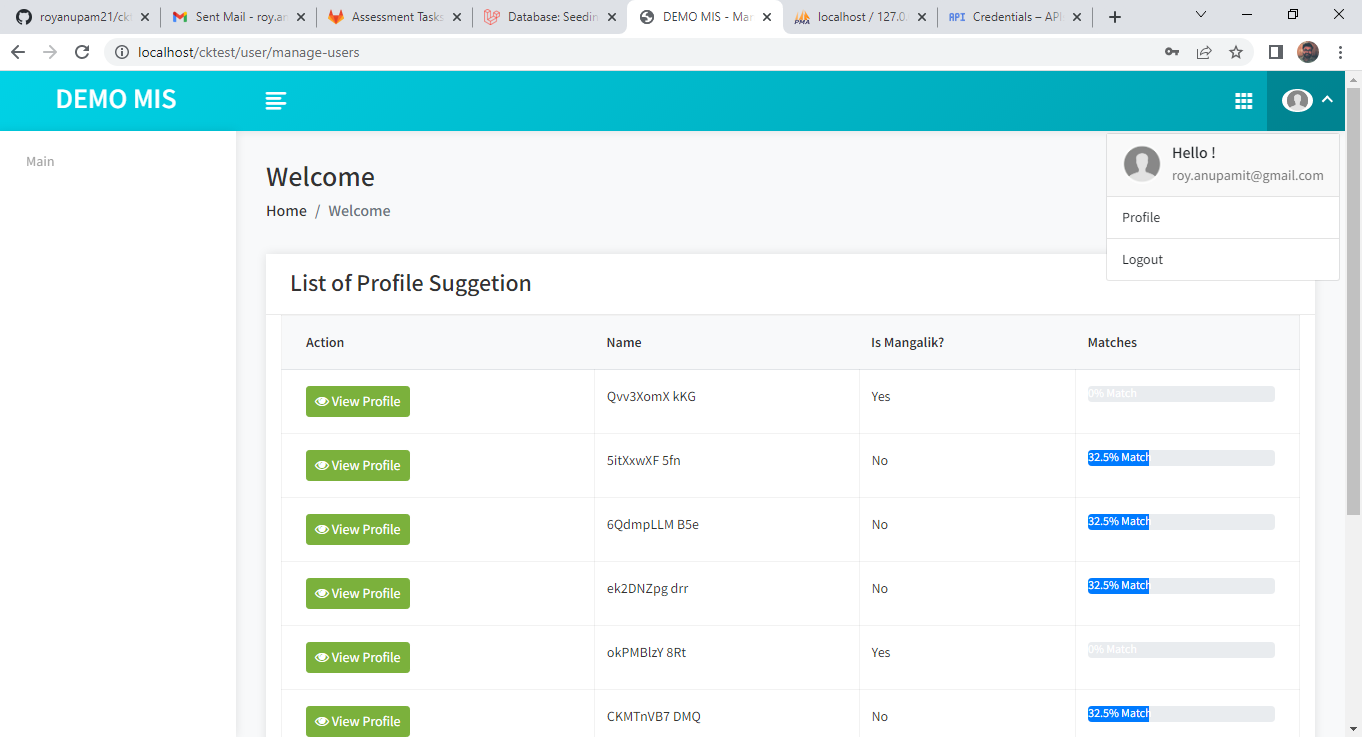 royanupam21/ckt
Sent Mail - roy.an
Assessment Tasks
Database: Seedin
DEMO MIS - Mar
localhost / 127.0.
API Credentials – API
localhost/cktest/user/manage-users
DEMO MIS
Main
Hello !
roy.anupamit@gmail.com
Profile
Logout
Welcome
Home / Welcome
List of Profile Suggetion
Action Name Is Mangalik? Matches
View Profile Qvv3XomX kKG Yes 0% Match
View Profile 5itXxwXF 5fn No 32.5% Match
View Profile 6QdmpLLM B5e No 32.5% Match
View Profile ek2DNZpg drr No 32.5% Match
View Profile okPMBlzY 8Rt Yes 0% Match
View Profile CKMTnVB7 DMQ No 32.5% Match